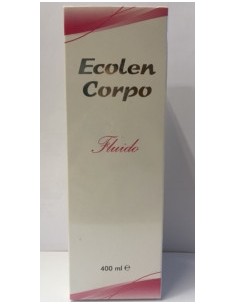 Ecolen
Corpo
Fluido
400 ml ℮